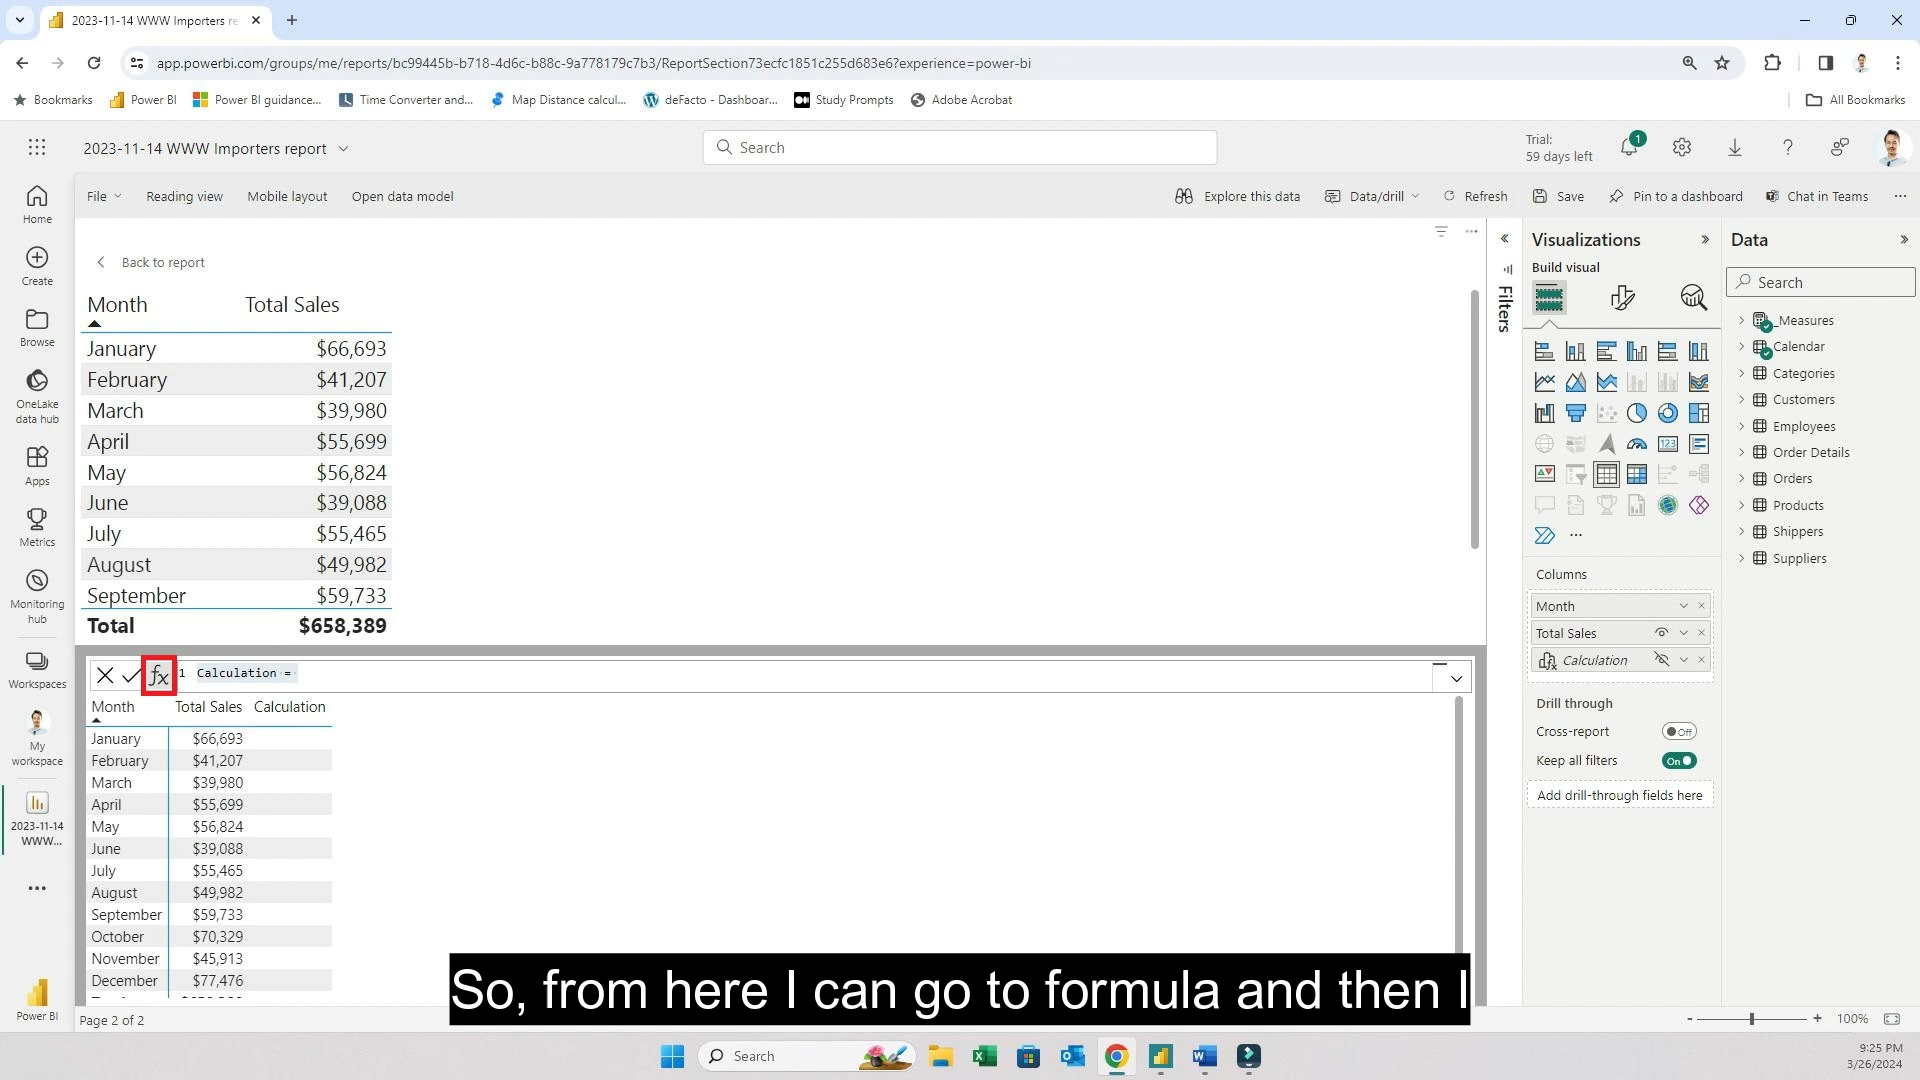 2023-11-14 WWW Importers re
app.powerbi.com/groups/me/reports/bc99445b-b718-4d6c-b88c-9a778179c7b3/ReportSection73ecfc1851c255d683e6?experience=power-bi
Bookmarks
Power BI
Power BI guidance...
Time Converter and...
Map Distance calcul...
deFacto - Dashboar...
Study Prompts
Adobe Acrobat
All Bookmarks
2023-11-14 WWW Importers report
Search
Trial:
59 days left
1
File
Reading view
Mobile layout
Open data model
Explore this data
Data/drill
Refresh
Save
Pin to a dashboard
Chat in Teams
Home
Create
Browse
OneLake
data hub
Apps
Metrics
Monitoring
hub
Workspaces
My
workspace
2023-11-14
WWW...
Power BI
Back to report
Month Total Sales
January $66,693
February $41,207
March $39,980
April $55,699
May $56,824
June $39,088
July $55,465
August $49,982
September $59,733
Total $658,389
fx 1 Calculation =
Month Total Sales Calculation
January $66,693
February $41,207
March $39,980
April $55,699
May $56,824
June $39,088
July $55,465
August $49,982
September $59,733
October $70,329
November $45,913
December $77,476
So, from here I can go to formula and then I
Page 2 of 2
Filters
Visualizations
Build visual
123
Columns
Month
Total Sales
Calculation
Drill through
Cross-report
Off
Keep all filters
On
Add drill-through fields here
Data
Search
_Measures
Calendar
Categories
Customers
Employees
Order Details
Orders
Products
Shippers
Suppliers
- + 100%
Search
9:25 PM
3/26/2024